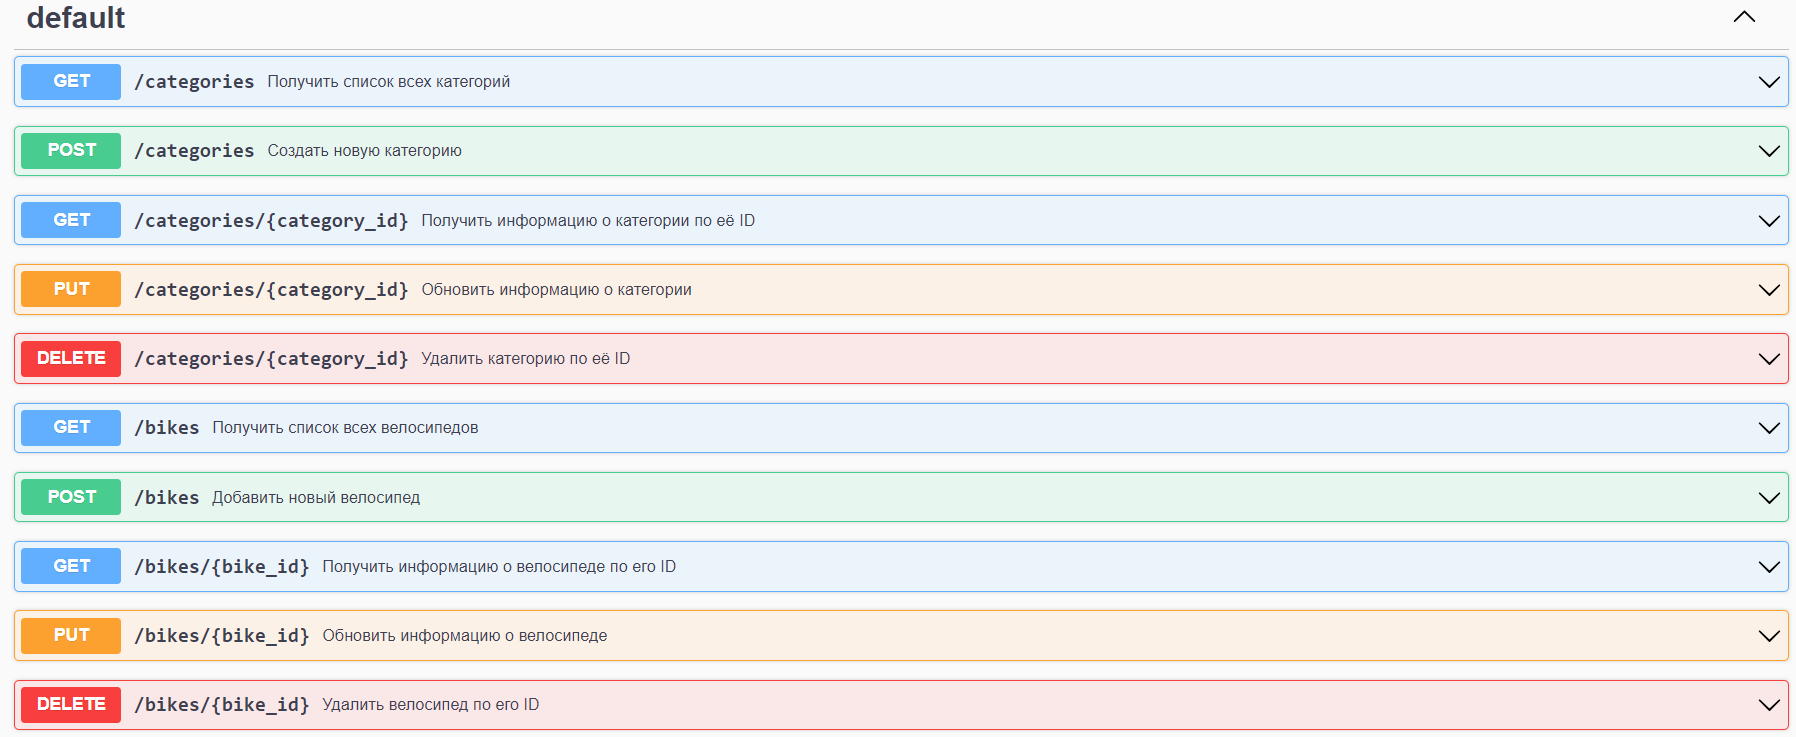 default
GET /categories Получить список всех категорий
POST /categories Создать новую категорию
GET /categories/{category_id} Получить информацию о категории по её ID
PUT /categories/{category_id} Обновить информацию о категории
DELETE /categories/{category_id} Удалить категорию по её ID
GET /bikes Получить список всех велосипедов
POST /bikes Добавить новый велосипед
GET /bikes/{bike_id} Получить информацию о велосипеде по его ID
PUT /bikes/{bike_id} Обновить информацию о велосипеде
DELETE /bikes/{bike_id} Удалить велосипед по его ID